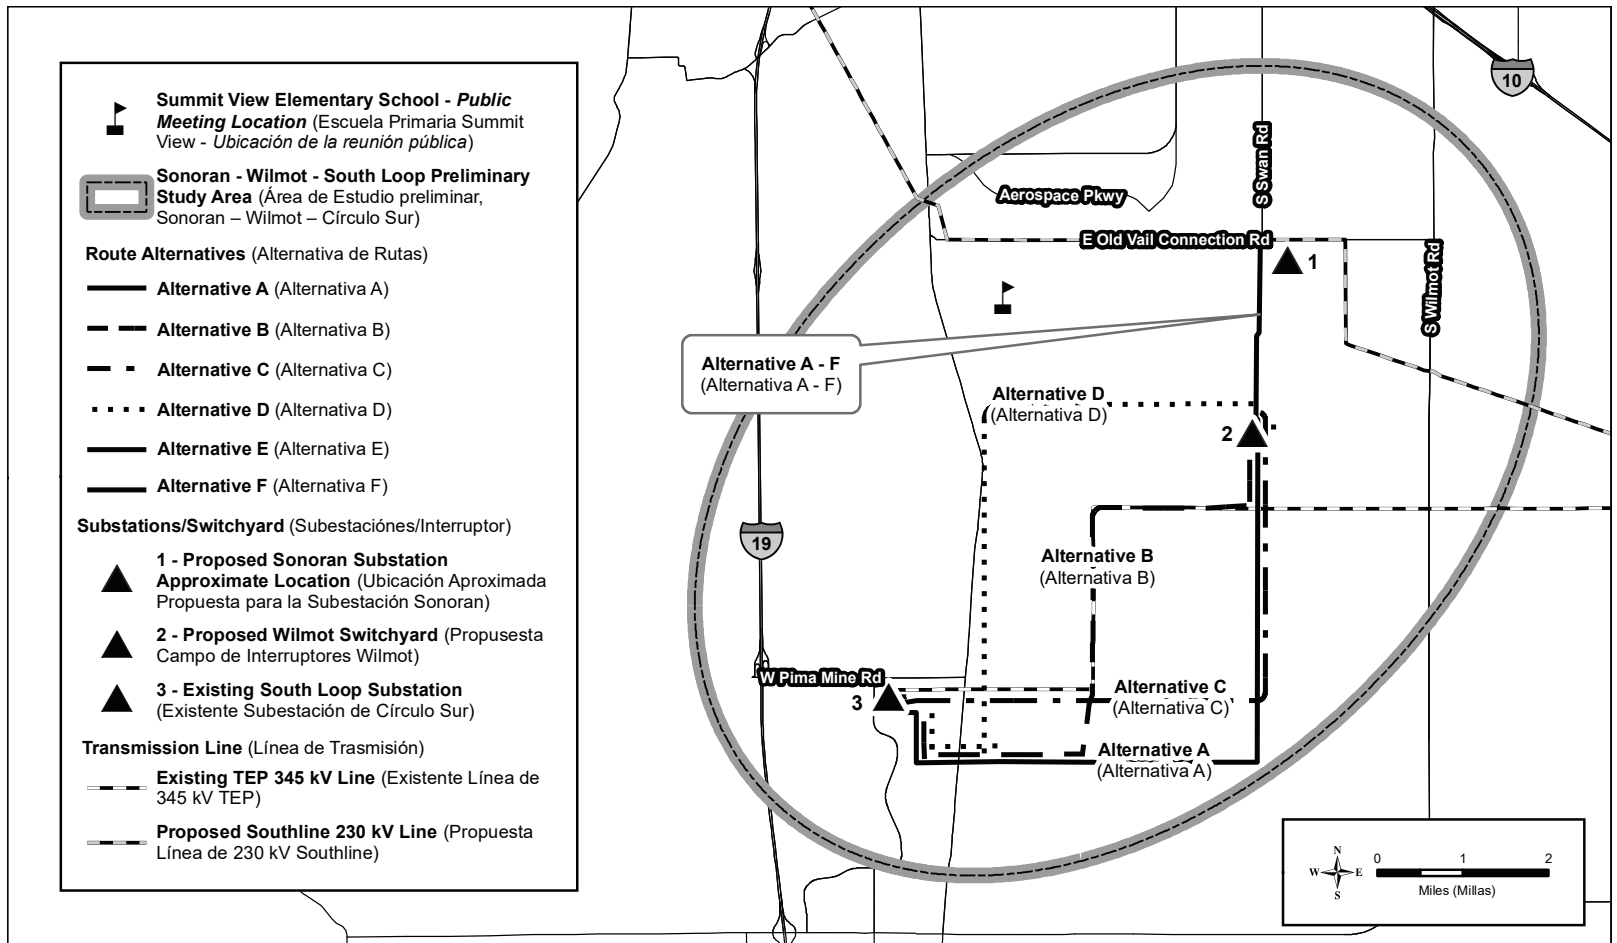 Summit View Elementary School - Public
Meeting Location (Escuela Primaria Summit
View - Ubicación de la reunión pública)
Sonoran - Wilmot - South Loop Preliminary
Study Area (Área de Estudio preliminar,
Sonoran – Wilmot – Círculo Sur)
Route Alternatives (Alternativa de Rutas)
Alternative A (Alternativa A)
Alternative B (Alternativa B)
Alternative C (Alternativa C)
Alternative D (Alternativa D)
Alternative E (Alternativa E)
Alternative F (Alternativa F)
Substations/Switchyard (Subestaciónes/Interruptor)
1 - Proposed Sonoran Substation
Approximate Location (Ubicación Aproximada
Propuesta para la Subestación Sonoran)
2 - Proposed Wilmot Switchyard (Propusesta
Campo de Interruptores Wilmot)
3 - Existing South Loop Substation
(Existente Subestación de Círculo Sur)
Transmission Line (Línea de Trasmisión)
Existing TEP 345 kV Line (Existente Línea de
345 kV TEP)
Proposed Southline 230 kV Line (Propuesta
Línea de 230 kV Southline)
10
S Swan Rd
Aerospace Pkwy
E Old Vail Connection Rd
1
S Wilmot Rd
Alternative A - F
(Alternativa A - F)
Alternative D
(Alternativa D)
2
19
Alternative B
(Alternativa B)
W Pima Mine Rd
3
Alternative C
(Alternativa C)
Alternative A
(Alternativa A)
N
W E
S
0 1 2
Miles (Millas)